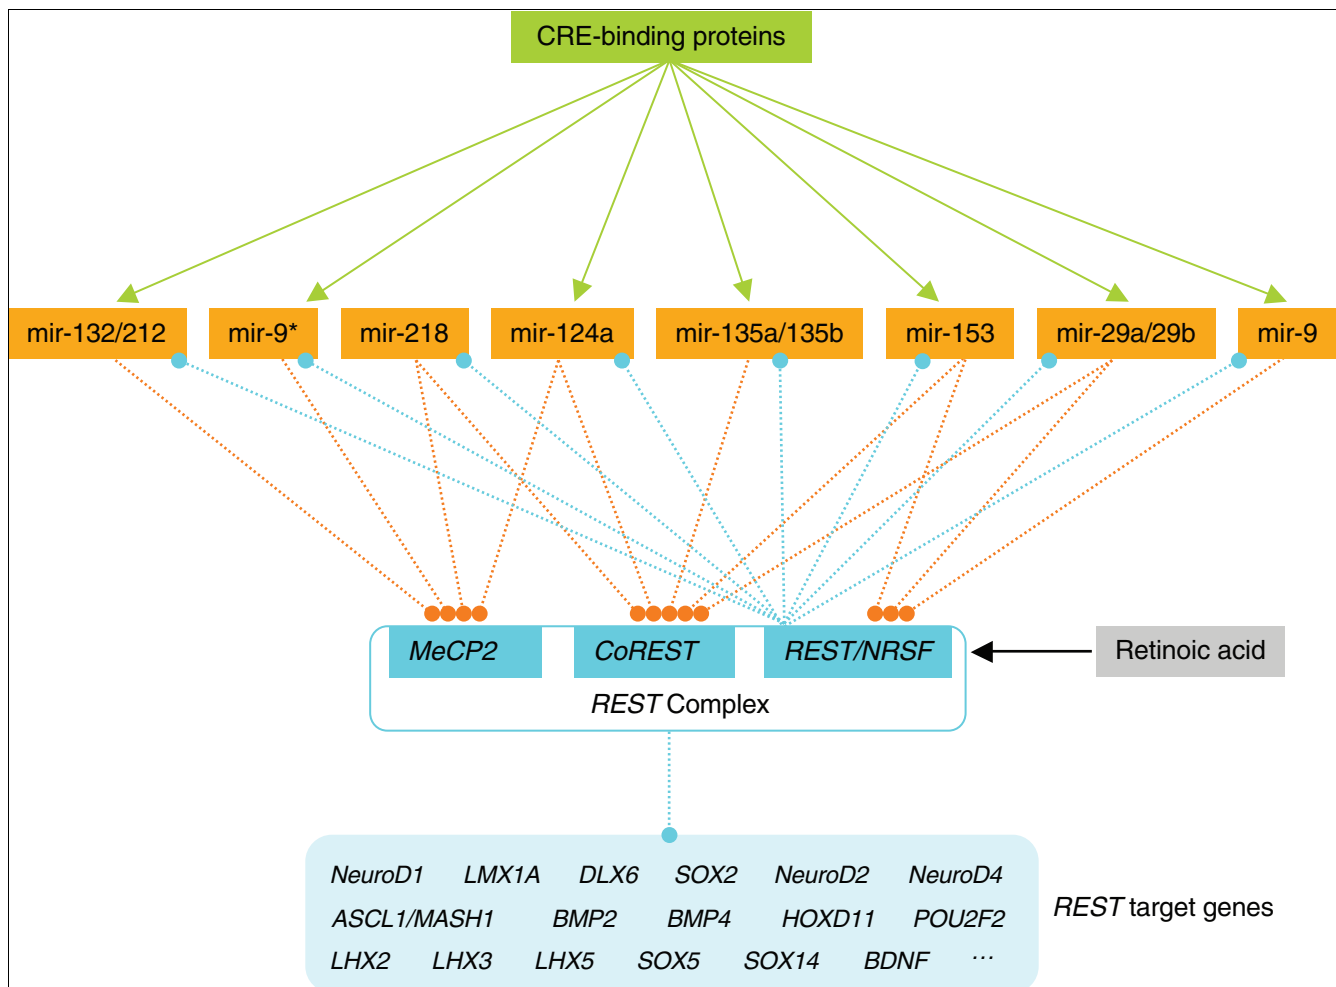 CRE-binding proteins
mir-132/212 mir-9* mir-218 mir-124a mir-135a/135b mir-153 mir-29a/29b mir-9
MeCP2 CoREST REST/NRSF Retinoic acid
REST Complex
NeuroD1 LMX1A DLX6 SOX2 NeuroD2 NeuroD4
ASCL1/MASH1 BMP2 BMP4 HOXD11 POU2F2
REST target genes
LHX2 LHX3 LHX5 SOX5 SOX14 BDNF ...